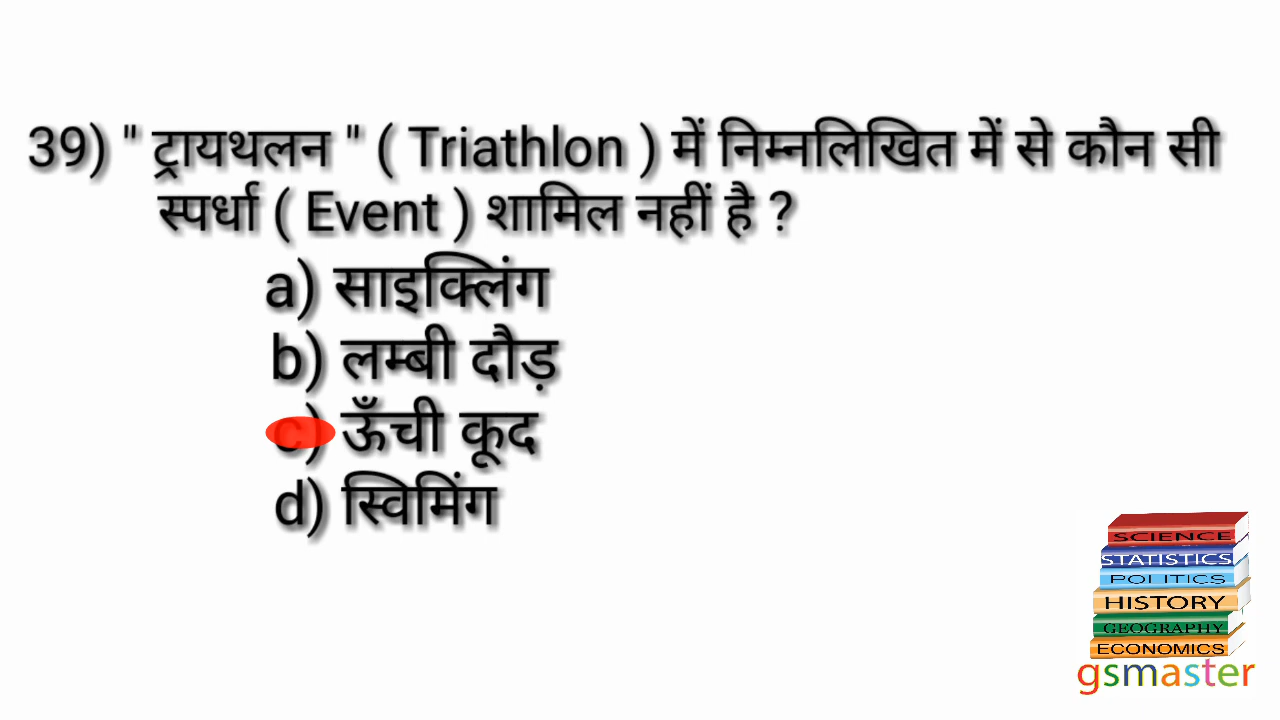 39) " ट्रायथलन " ( Triathlon ) में निम्नलिखित में से कौन सी
स्पर्धा ( Event ) शामिल नहीं है ?
a) साइक्लिंग
b) लम्बी दौड़
c) ऊँची कूद
d) स्विमिंग
SCIENCE
STATISTICS
POLITICS
HISTORY
GEOGRAPHY
ECONOMICS
gsmaster